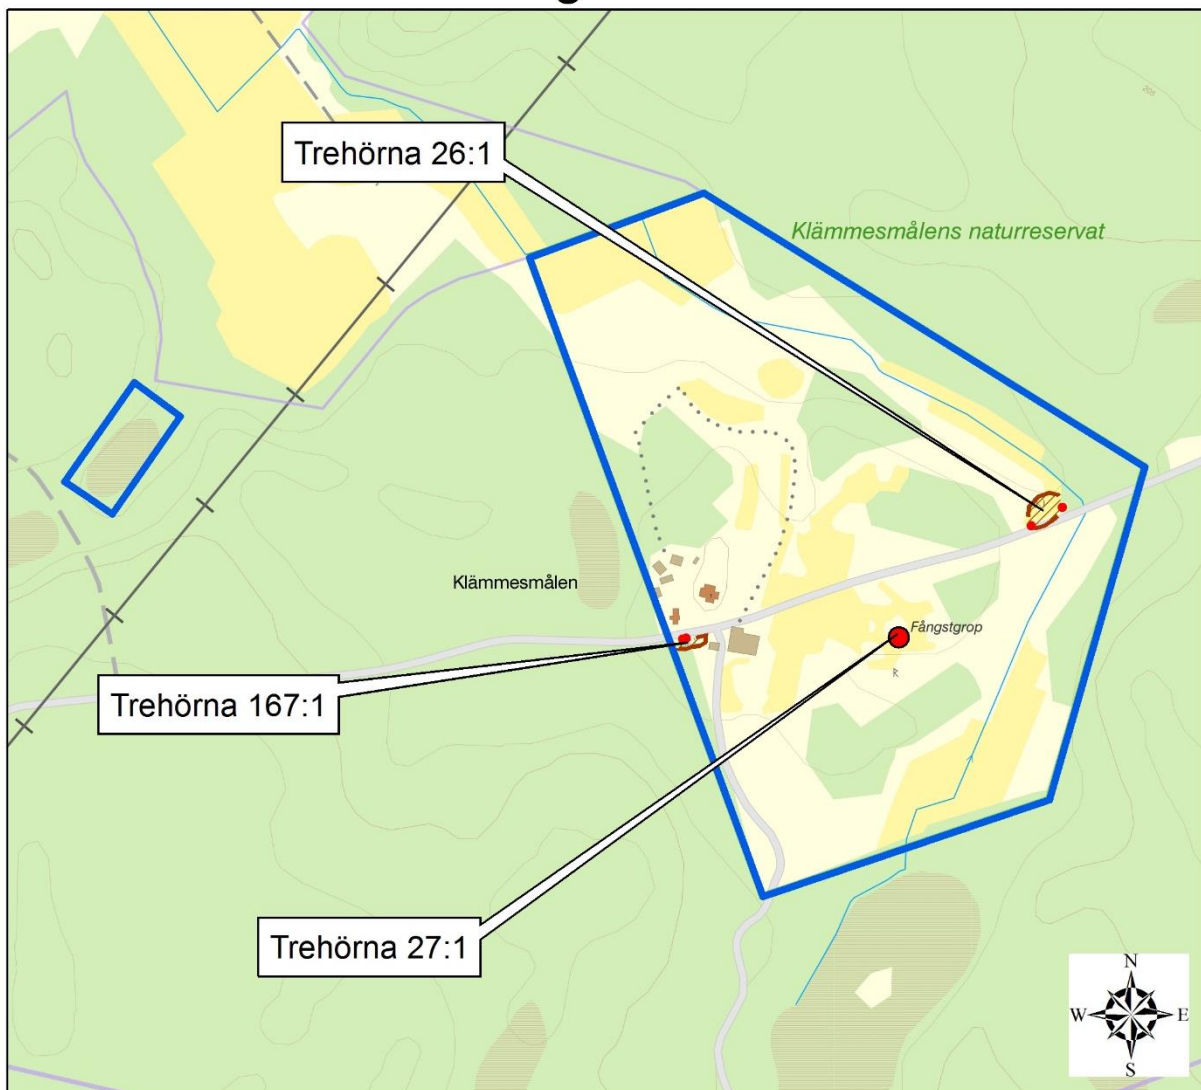 Trehörna 26:1
Klämmesmålens naturreservat
Klämmesmålen
Fångstgrop
R
Trehörna 167:1
Trehörna 27:1
N
W E
S